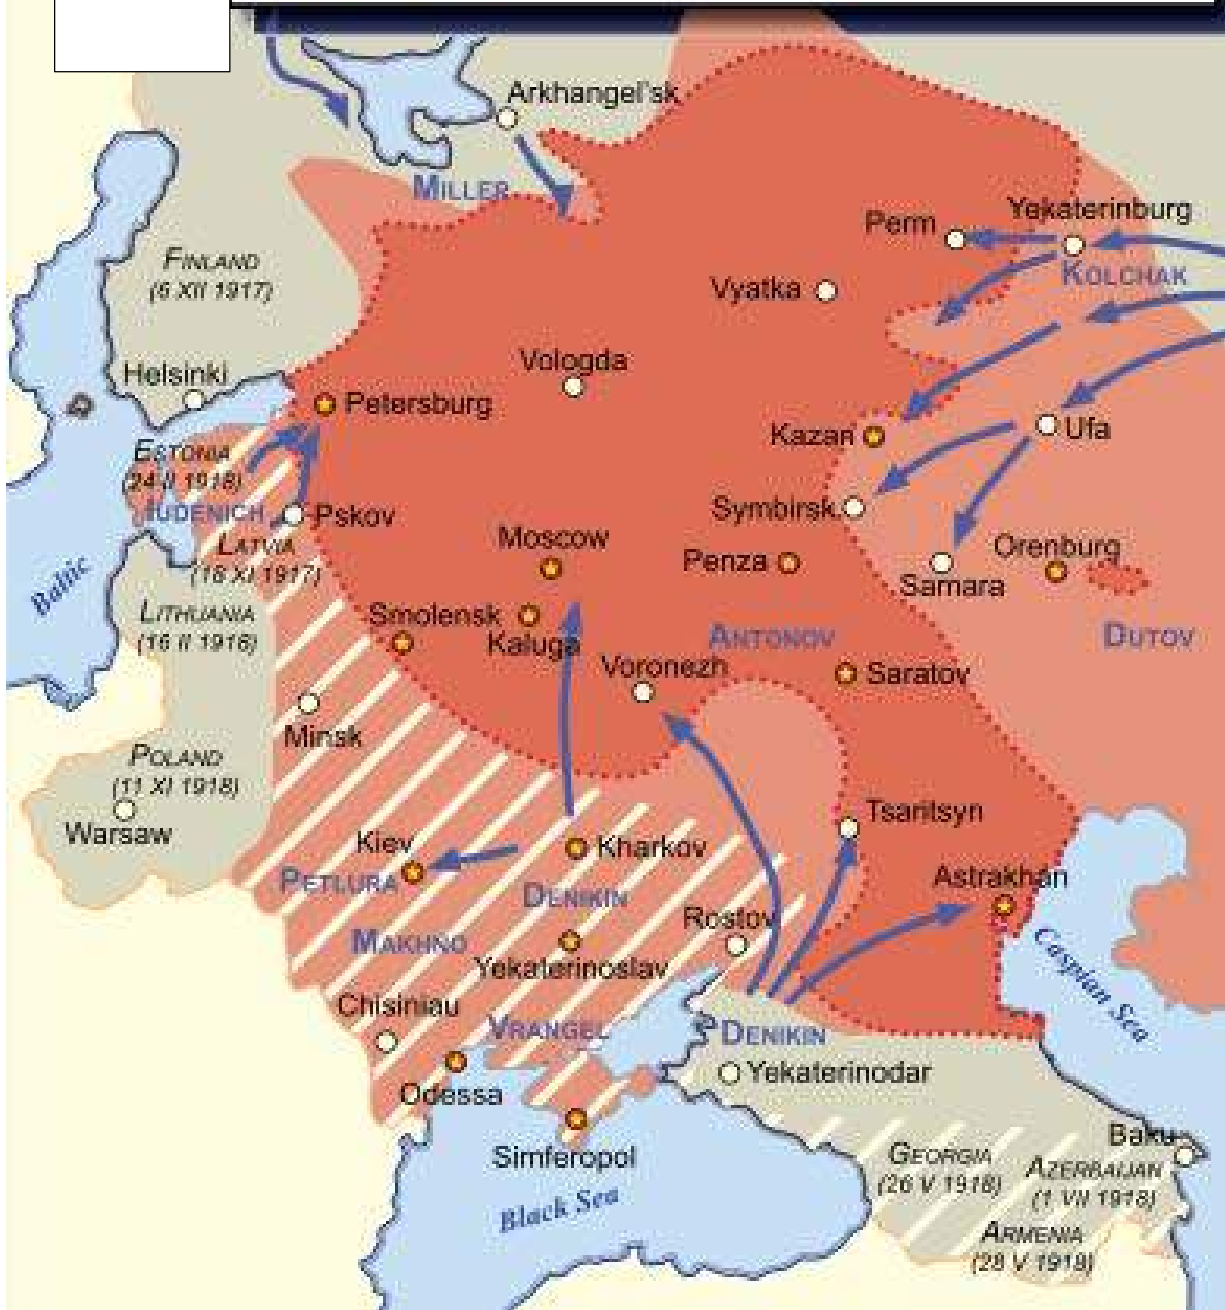 Arkhangel'sk
MILLER
Perm
Yekaterinburg
KOLCHAK
FINLAND
(6 XII 1917)
Vyatka
Vologda
Helsinki
Petersburg
Kazan'
Ufa
ESTONIA
(24 II 1918)
IUDENICH
Pskov
Symbirsk
LATVIA
(18 XI 1917)
Moscow
Penza
Orenburg
Samara
Baltic
LITHUANIA
(16 II 1918)
Smolensk
Kaluga
ANTONOV
DUTOV
Voronezh
Saratov
Minsk
POLAND
(11 XI 1918)
Warsaw
Tsaritsyn
Kiev
Kharkov
PETLURA
DENIKIN
Astrakhan
Rostov
MAKHNO
Yekaterinoslav
Caspian Sea
Chisiniau
VRANGEL
DENIKIN
Odessa
Yekaterinodar
Simferopol
Baku
GEORGIA
(26 V 1918)
AZERBAIJAN
(1 VII 1918)
Black Sea
ARMENIA
(28 V 1918)